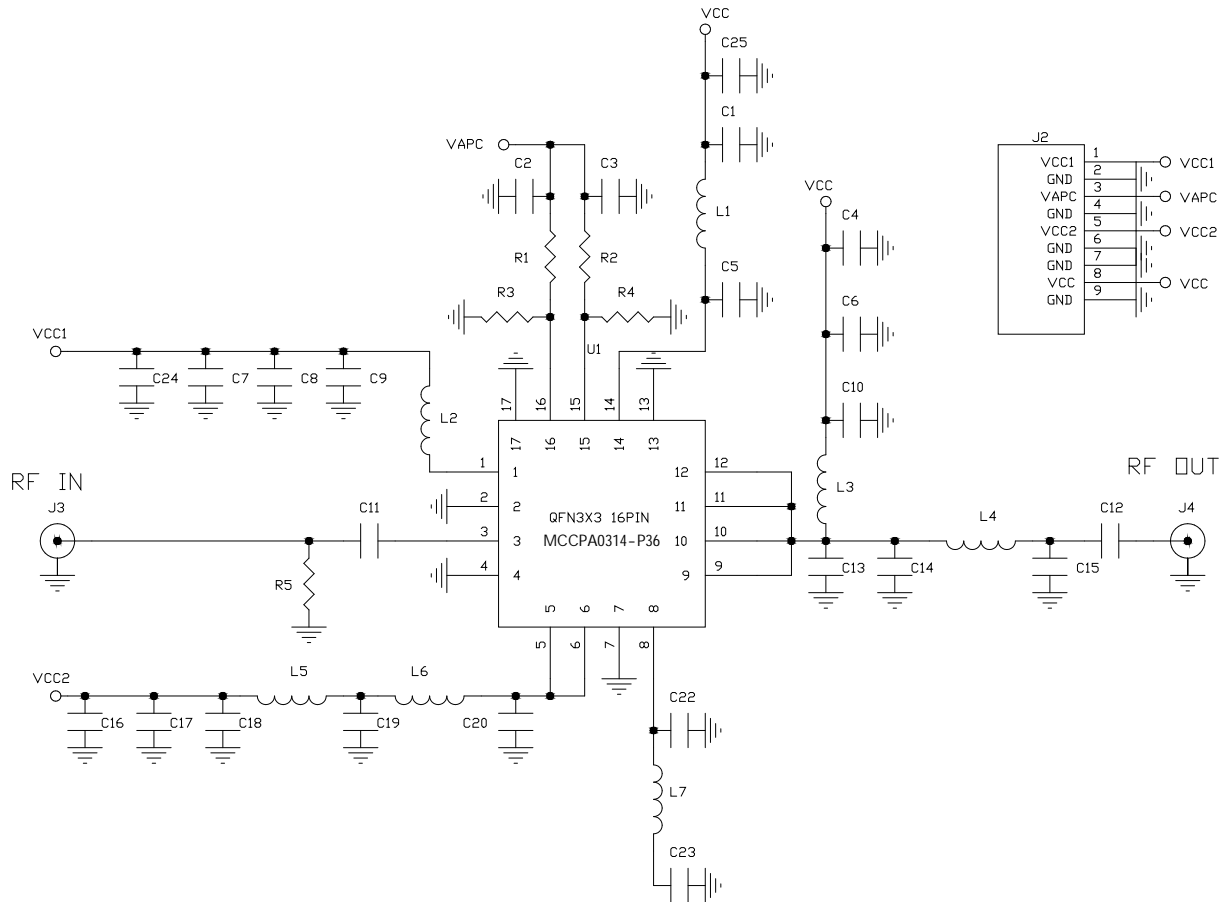 VCC
C25
C1
VAPC
C2
C3
L1
R1
R2
R3
R4
C5
U1
VCC
C4
C6
C10
L3
J2
VCC1 1 VCC1
GND 2
VAPC 3 VAPC
GND 4
VCC2 5 VCC2
GND 6
GND 7
VCC 8 VCC
GND 9
VCC1
C24
C7
C8
C9
L2
17 16 15 14 13
17 16 15 14 13
1 1
2 2
3 3
4 4
12 12
11 11
10 10
9 9
QFN3X3 16PIN
MCCPA0314-P36
5 6 7 8
5 6 7 8
RF IN
J3
C11
R5
RF OUT
J4
L4
C12
C13
C14
C15
VCC2
L5
L6
C16
C17
C18
C19
C20
C22
L7
C23